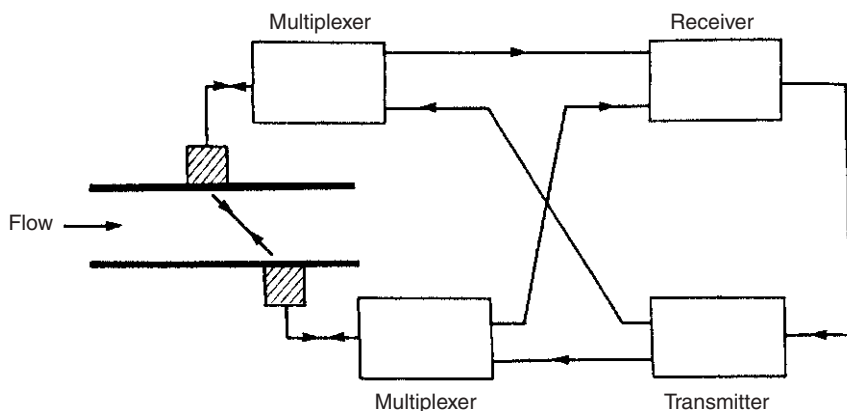 Multiplexer
Receiver
Flow
Multiplexer
Transmitter